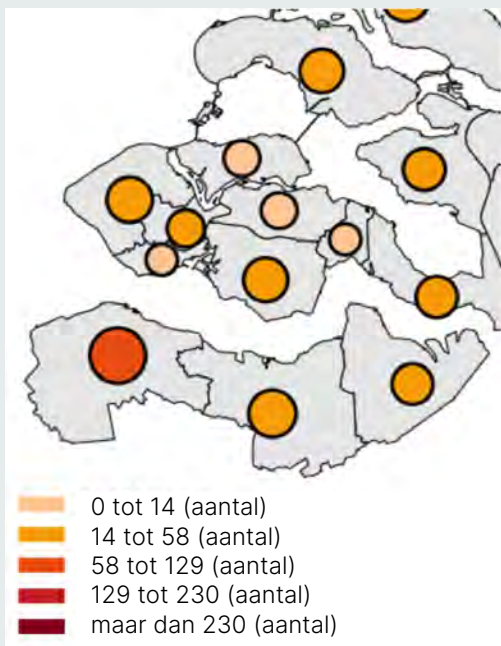 0 tot 14 (aantal)
14 tot 58 (aantal)
58 tot 129 (aantal)
129 tot 230 (aantal)
maar dan 230 (aantal)